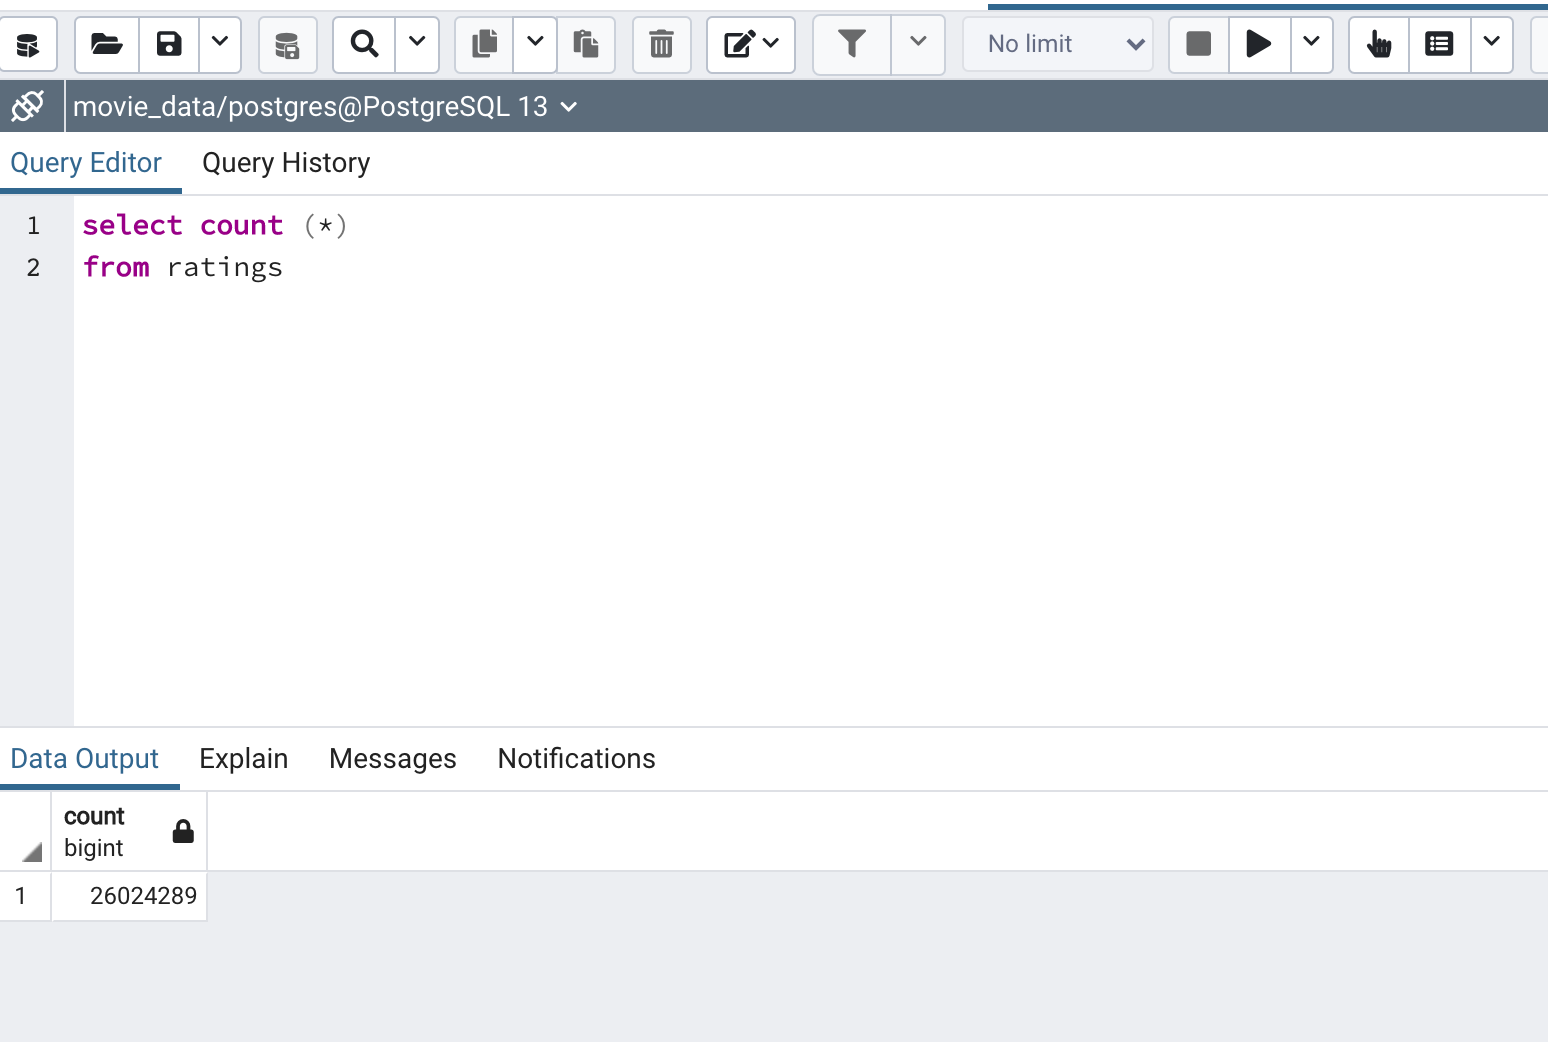 No limit
movie_data/postgres@PostgreSQL 13
Query Editor Query History
1 select count (*)
2 from ratings
Data Output Explain Messages Notifications
count
bigint
1 26024289